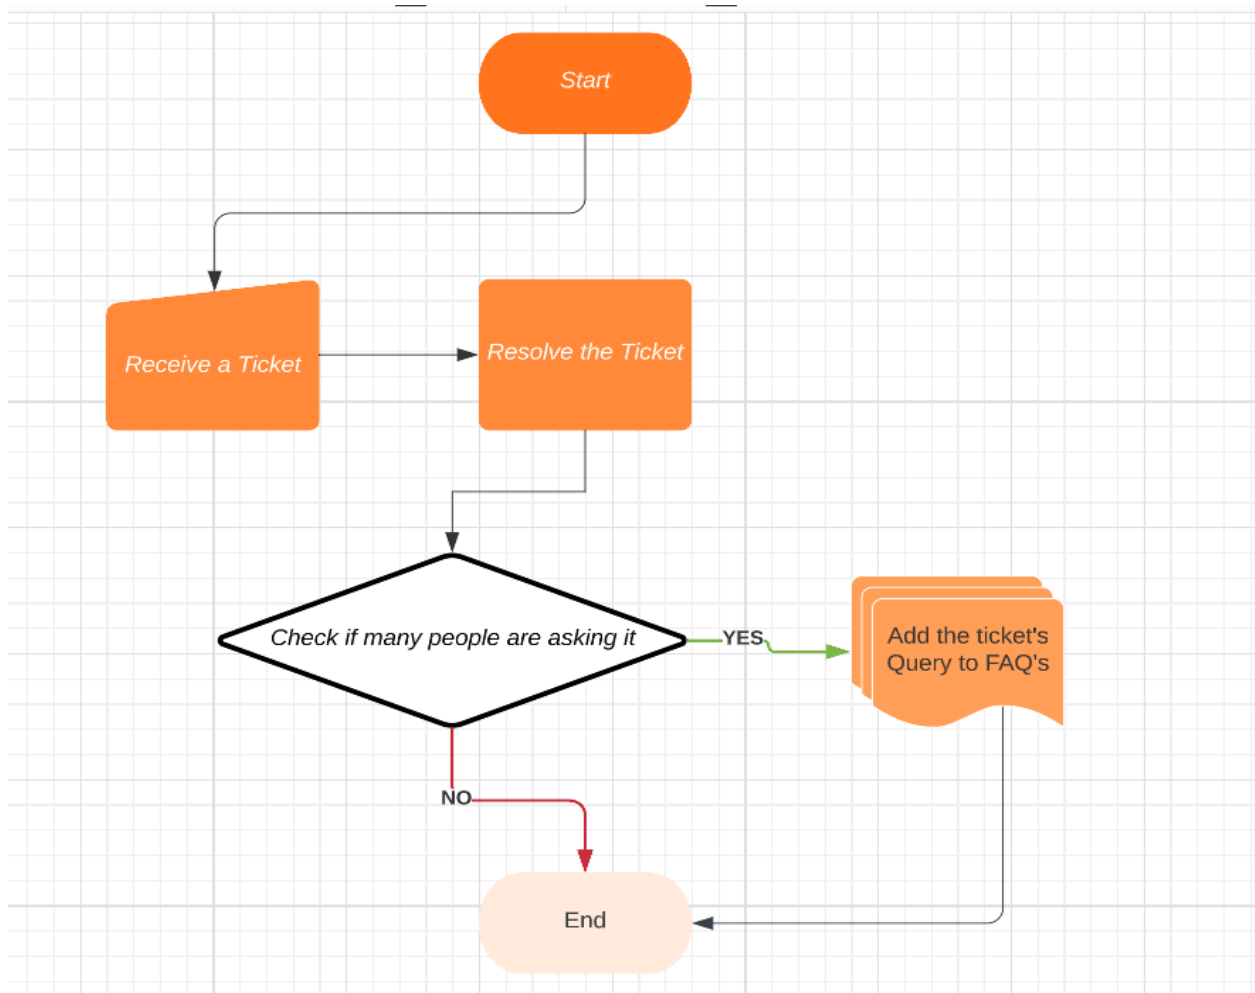 Start
Receive a Ticket
Resolve the Ticket
Check if many people are asking it
YES
Add the ticket's
Query to FAQ's
NO
End